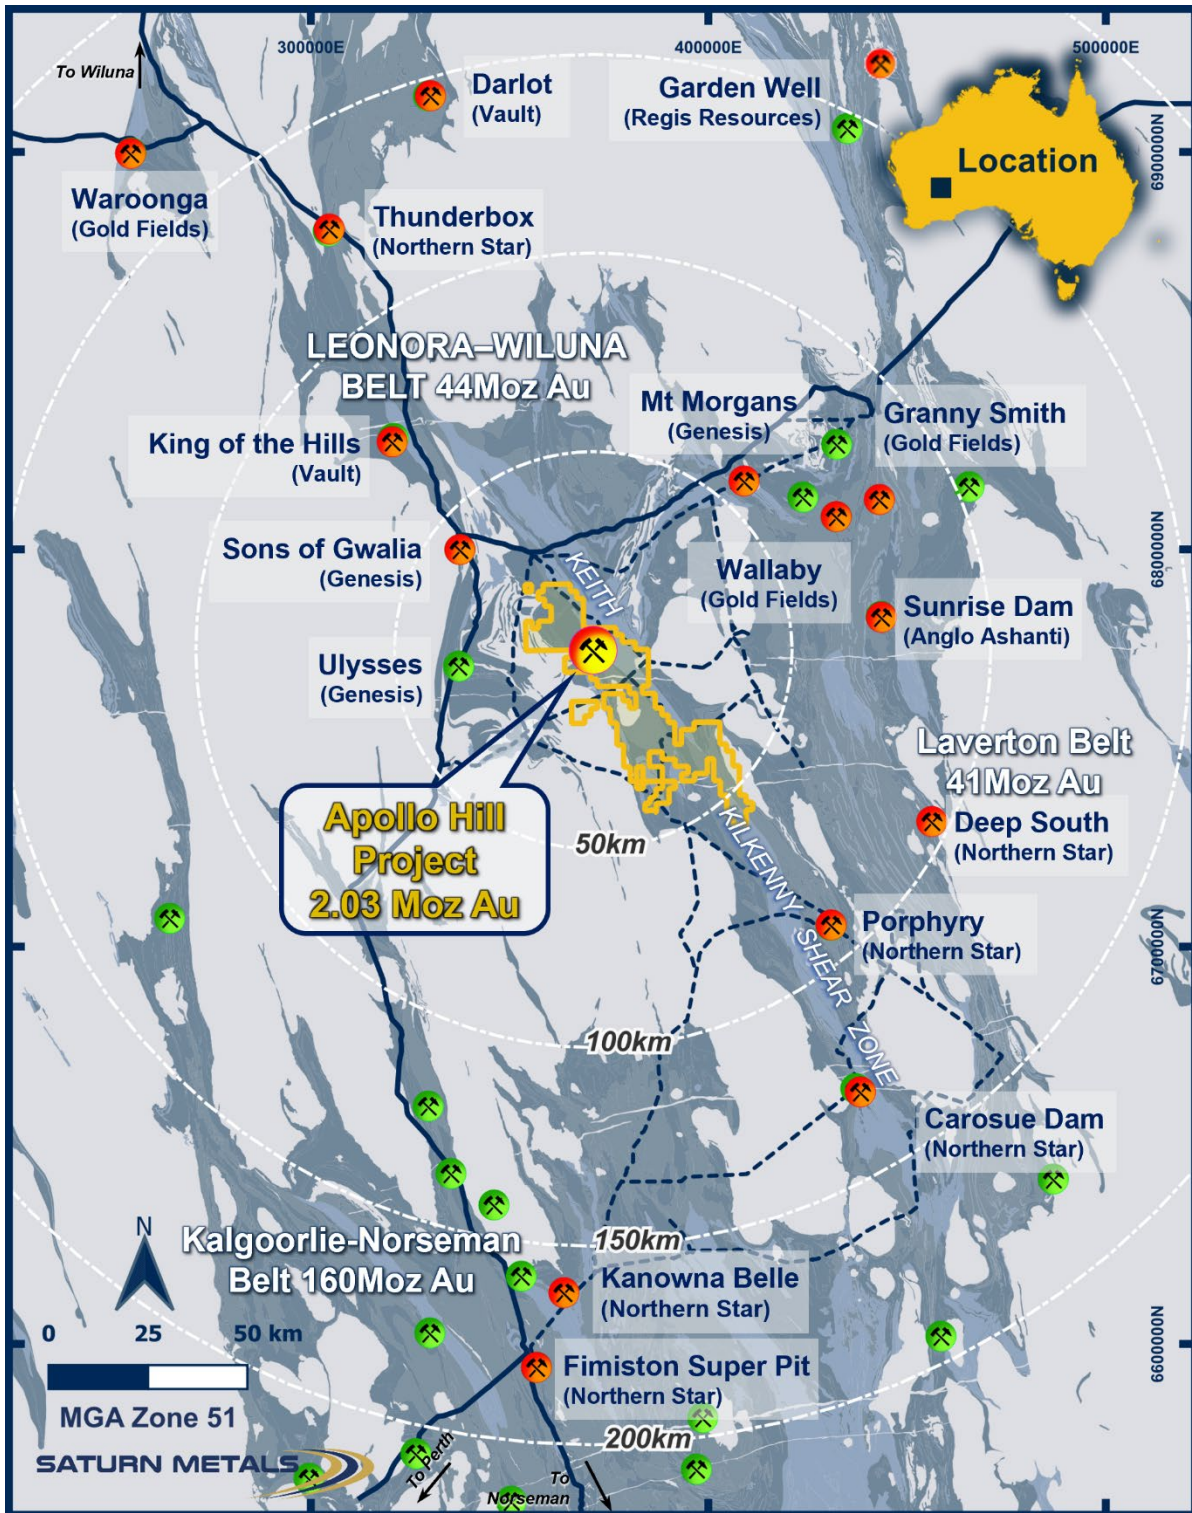 300000E
400000E
500000E
To Wiluna
Darlot
(Vault)
Garden Well
(Regis Resources)
Location
6900000N
Waroonga
(Gold Fields)
Thunderbox
(Northern Star)
LEONORA–WILUNA
BELT 44Moz Au
Mt Morgans
(Genesis)
Granny Smith
(Gold Fields)
King of the Hills
(Vault)
Sons of Gwalia
(Genesis)
6800000N
KEITH
Wallaby
(Gold Fields)
Sunrise Dam
(Anglo Ashanti)
Ulysses
(Genesis)
Laverton Belt
41Moz Au
Apollo Hill
Project
2.03 Moz Au
50km
KILKENNY
SHEAR
ZONE
Deep South
(Northern Star)
Porphyry
(Northern Star)
6700000N
100km
Carosue Dam
(Northern Star)
150km
N
Kalgoorlie-Norseman
Belt 160Moz Au
Kanowna Belle
(Northern Star)
0 25 50 km
6600000N
Fimiston Super Pit
(Northern Star)
MGA Zone 51
200km
SATURN METALS
To Perth
To
Norseman